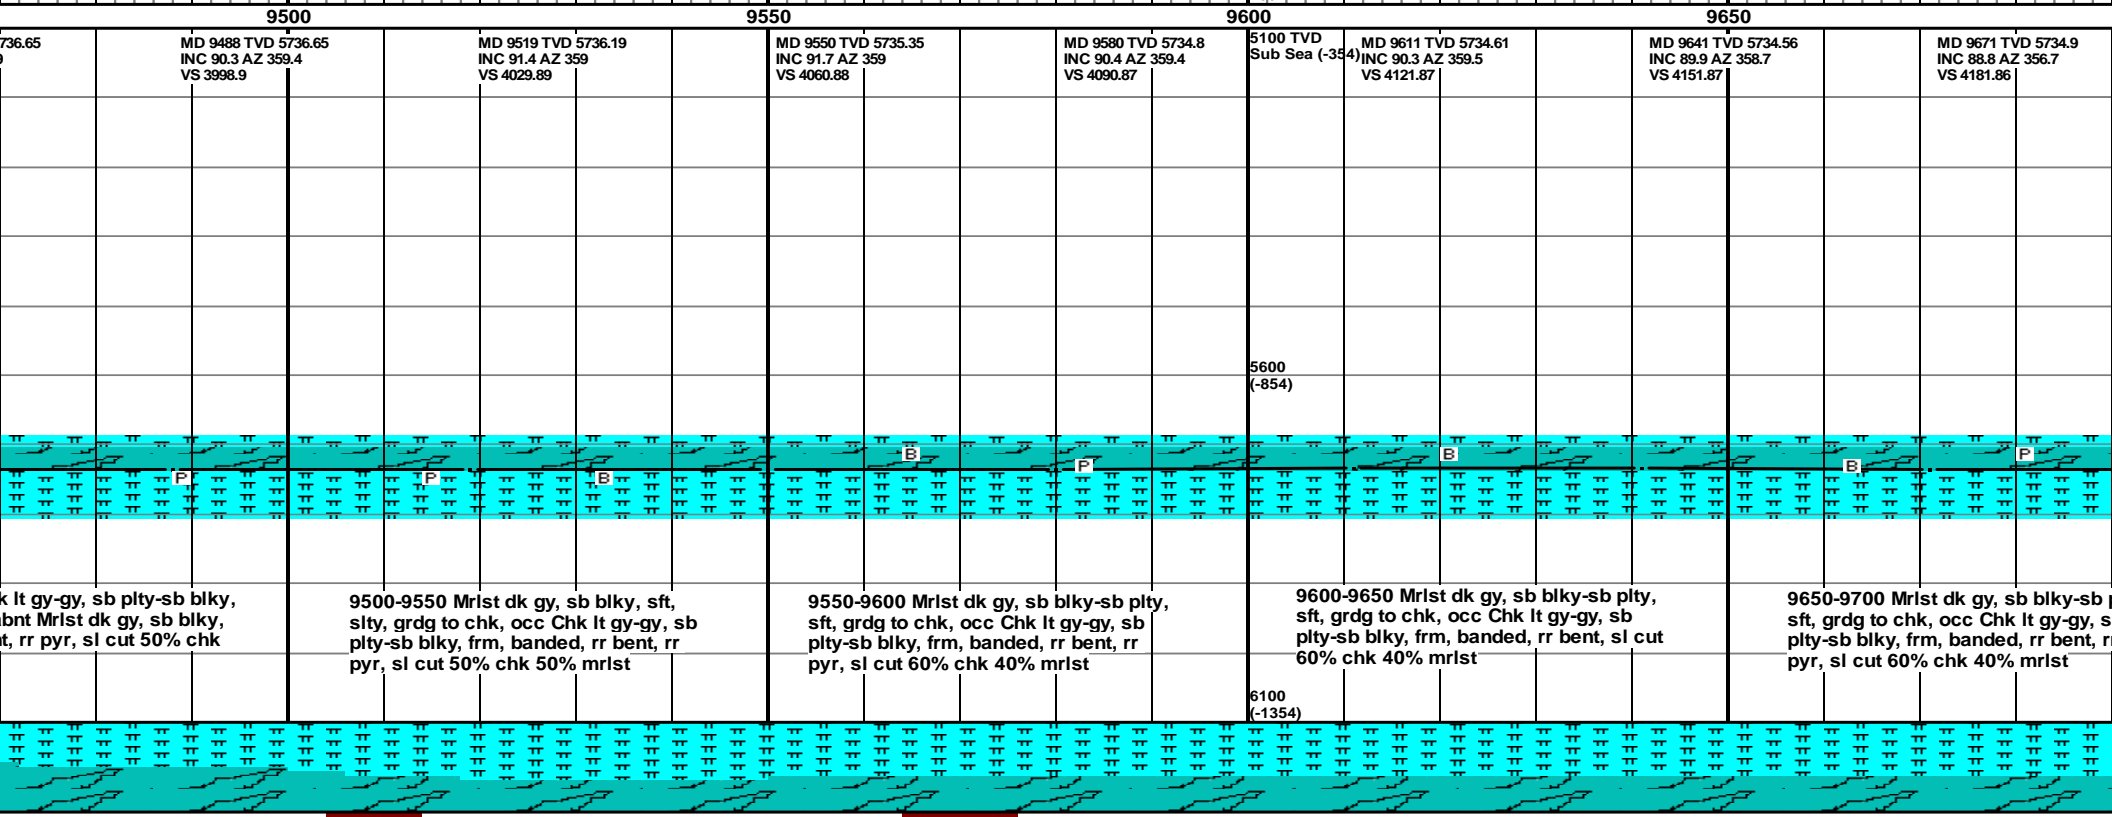 9500 9550 9600 9650
736.65
9
MD 9488 TVD 5736.65
INC 90.3 AZ 359.4
VS 3998.9
MD 9519 TVD 5736.19
INC 91.4 AZ 359
VS 4029.89
MD 9550 TVD 5735.35
INC 91.7 AZ 359
VS 4060.88
MD 9580 TVD 5734.8
INC 90.4 AZ 359.4
VS 4090.87
5100 TVD
Sub Sea (-354)
MD 9611 TVD 5734.61
INC 90.3 AZ 359.5
VS 4121.87
MD 9641 TVD 5734.56
INC 89.9 AZ 358.7
VS 4151.87
MD 9671 TVD 5734.9
INC 88.8 AZ 356.7
VS 4181.86
5600
(-854)
B B P
P B
P P B
k lt gy-gy, sb plty-sb blky,
abnt Mrlst dk gy, sb blky,
t, rr pyr, sl cut 50% chk
9500-9550 Mrlst dk gy, sb blky, sft,
slty, grdg to chk, occ Chk lt gy-gy, sb
plty-sb blky, frm, banded, rr bent, rr
pyr, sl cut 50% chk 50% mrlst
9550-9600 Mrlst dk gy, sb blky-sb plty,
sft, grdg to chk, occ Chk lt gy-gy, sb
plty-sb blky, frm, banded, rr bent, rr
pyr, sl cut 60% chk 40% mrlst
9600-9650 Mrlst dk gy, sb blky-sb plty,
sft, grdg to chk, occ Chk lt gy-gy, sb
plty-sb blky, frm, banded, rr bent, sl cut
60% chk 40% mrlst
9650-9700 Mrlst dk gy, sb blky-sb p
sft, grdg to chk, occ Chk lt gy-gy, s
plty-sb blky, frm, banded, rr bent, r
pyr, sl cut 60% chk 40% mrlst
6100
(-1354)